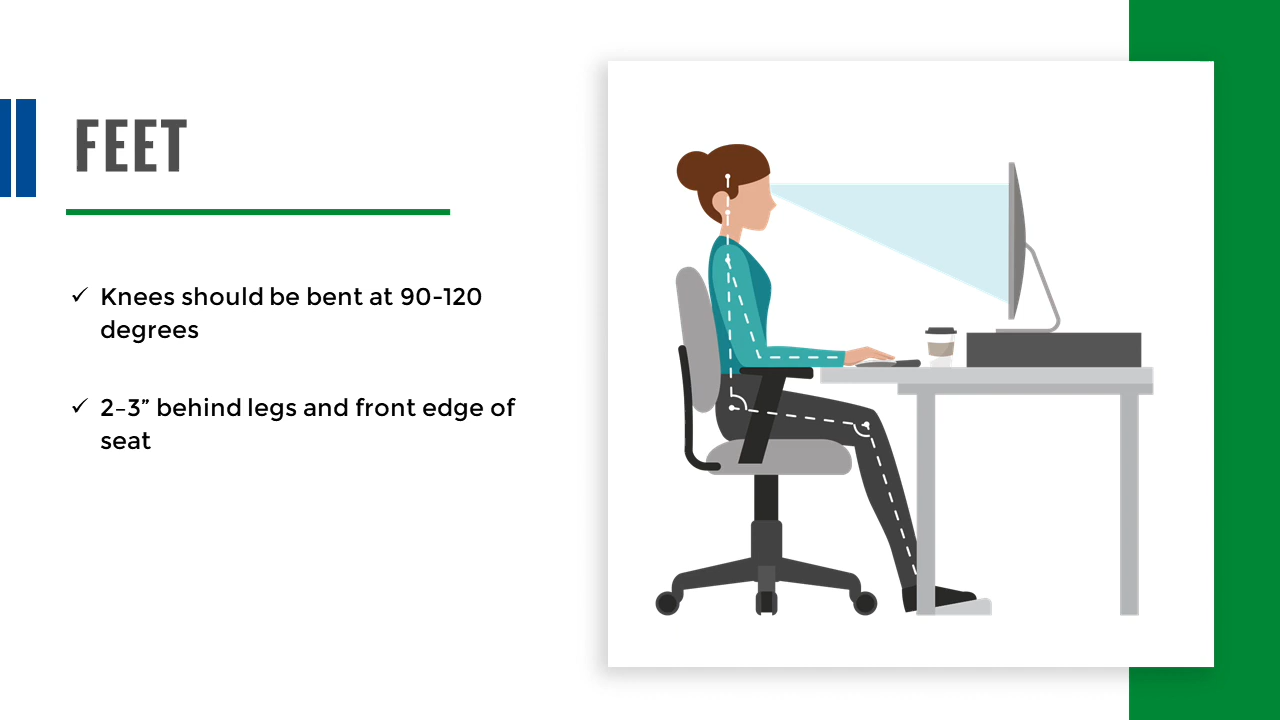 FEET
✓ Knees should be bent at 90-120
degrees
✓ 2–3” behind legs and front edge of
seat